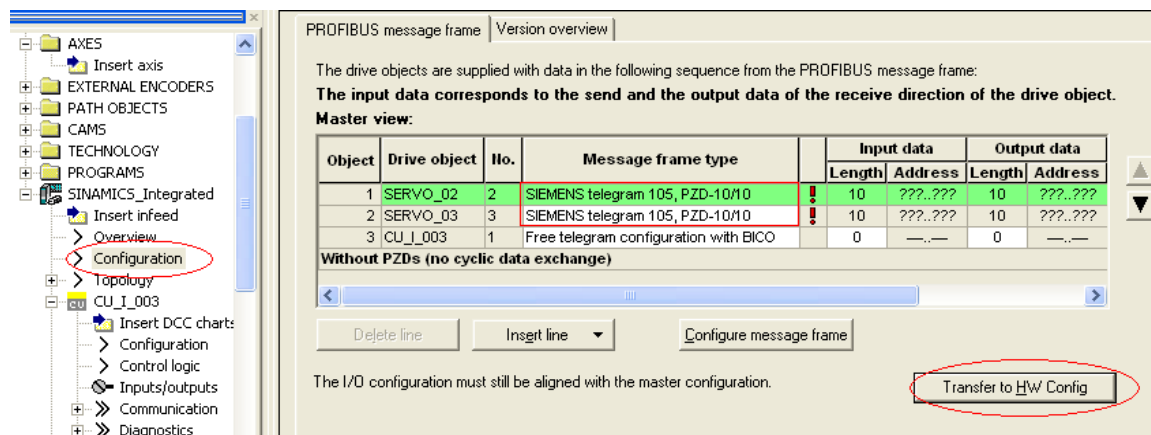 AXES
Insert axis
EXTERNAL ENCODERS
PATH OBJECTS
CAMS
TECHNOLOGY
PROGRAMS
SINAMICS_Integrated
Insert infeed
Overview
Configuration
Topology
CU_I_003
Insert DCC charts
Configuration
Control logic
Inputs/outputs
Communication
Diagnostics
PROFIBUS message frame Version overview
The drive objects are supplied with data in the following sequence from the PROFIBUS message frame:
The input data corresponds to the send and the output data of the receive direction of the drive object.
Master view:
Object Drive object No. Message frame type Input data Output data
Length Address Length Address
1 SERVO_02 2 SIEMENS telegram 105, PZD-10/10 ! 10 ???..??? 10 ???..???
2 SERVO_03 3 SIEMENS telegram 105, PZD-10/10 ! 10 ???..??? 10 ???..???
3 CU_I_003 1 Free telegram configuration with BICO 0 —..— 0 —..—
Without PZDs (no cyclic data exchange)
Delete line Insert line Configure message frame
The I/O configuration must still be aligned with the master configuration.
Transfer to HW Config